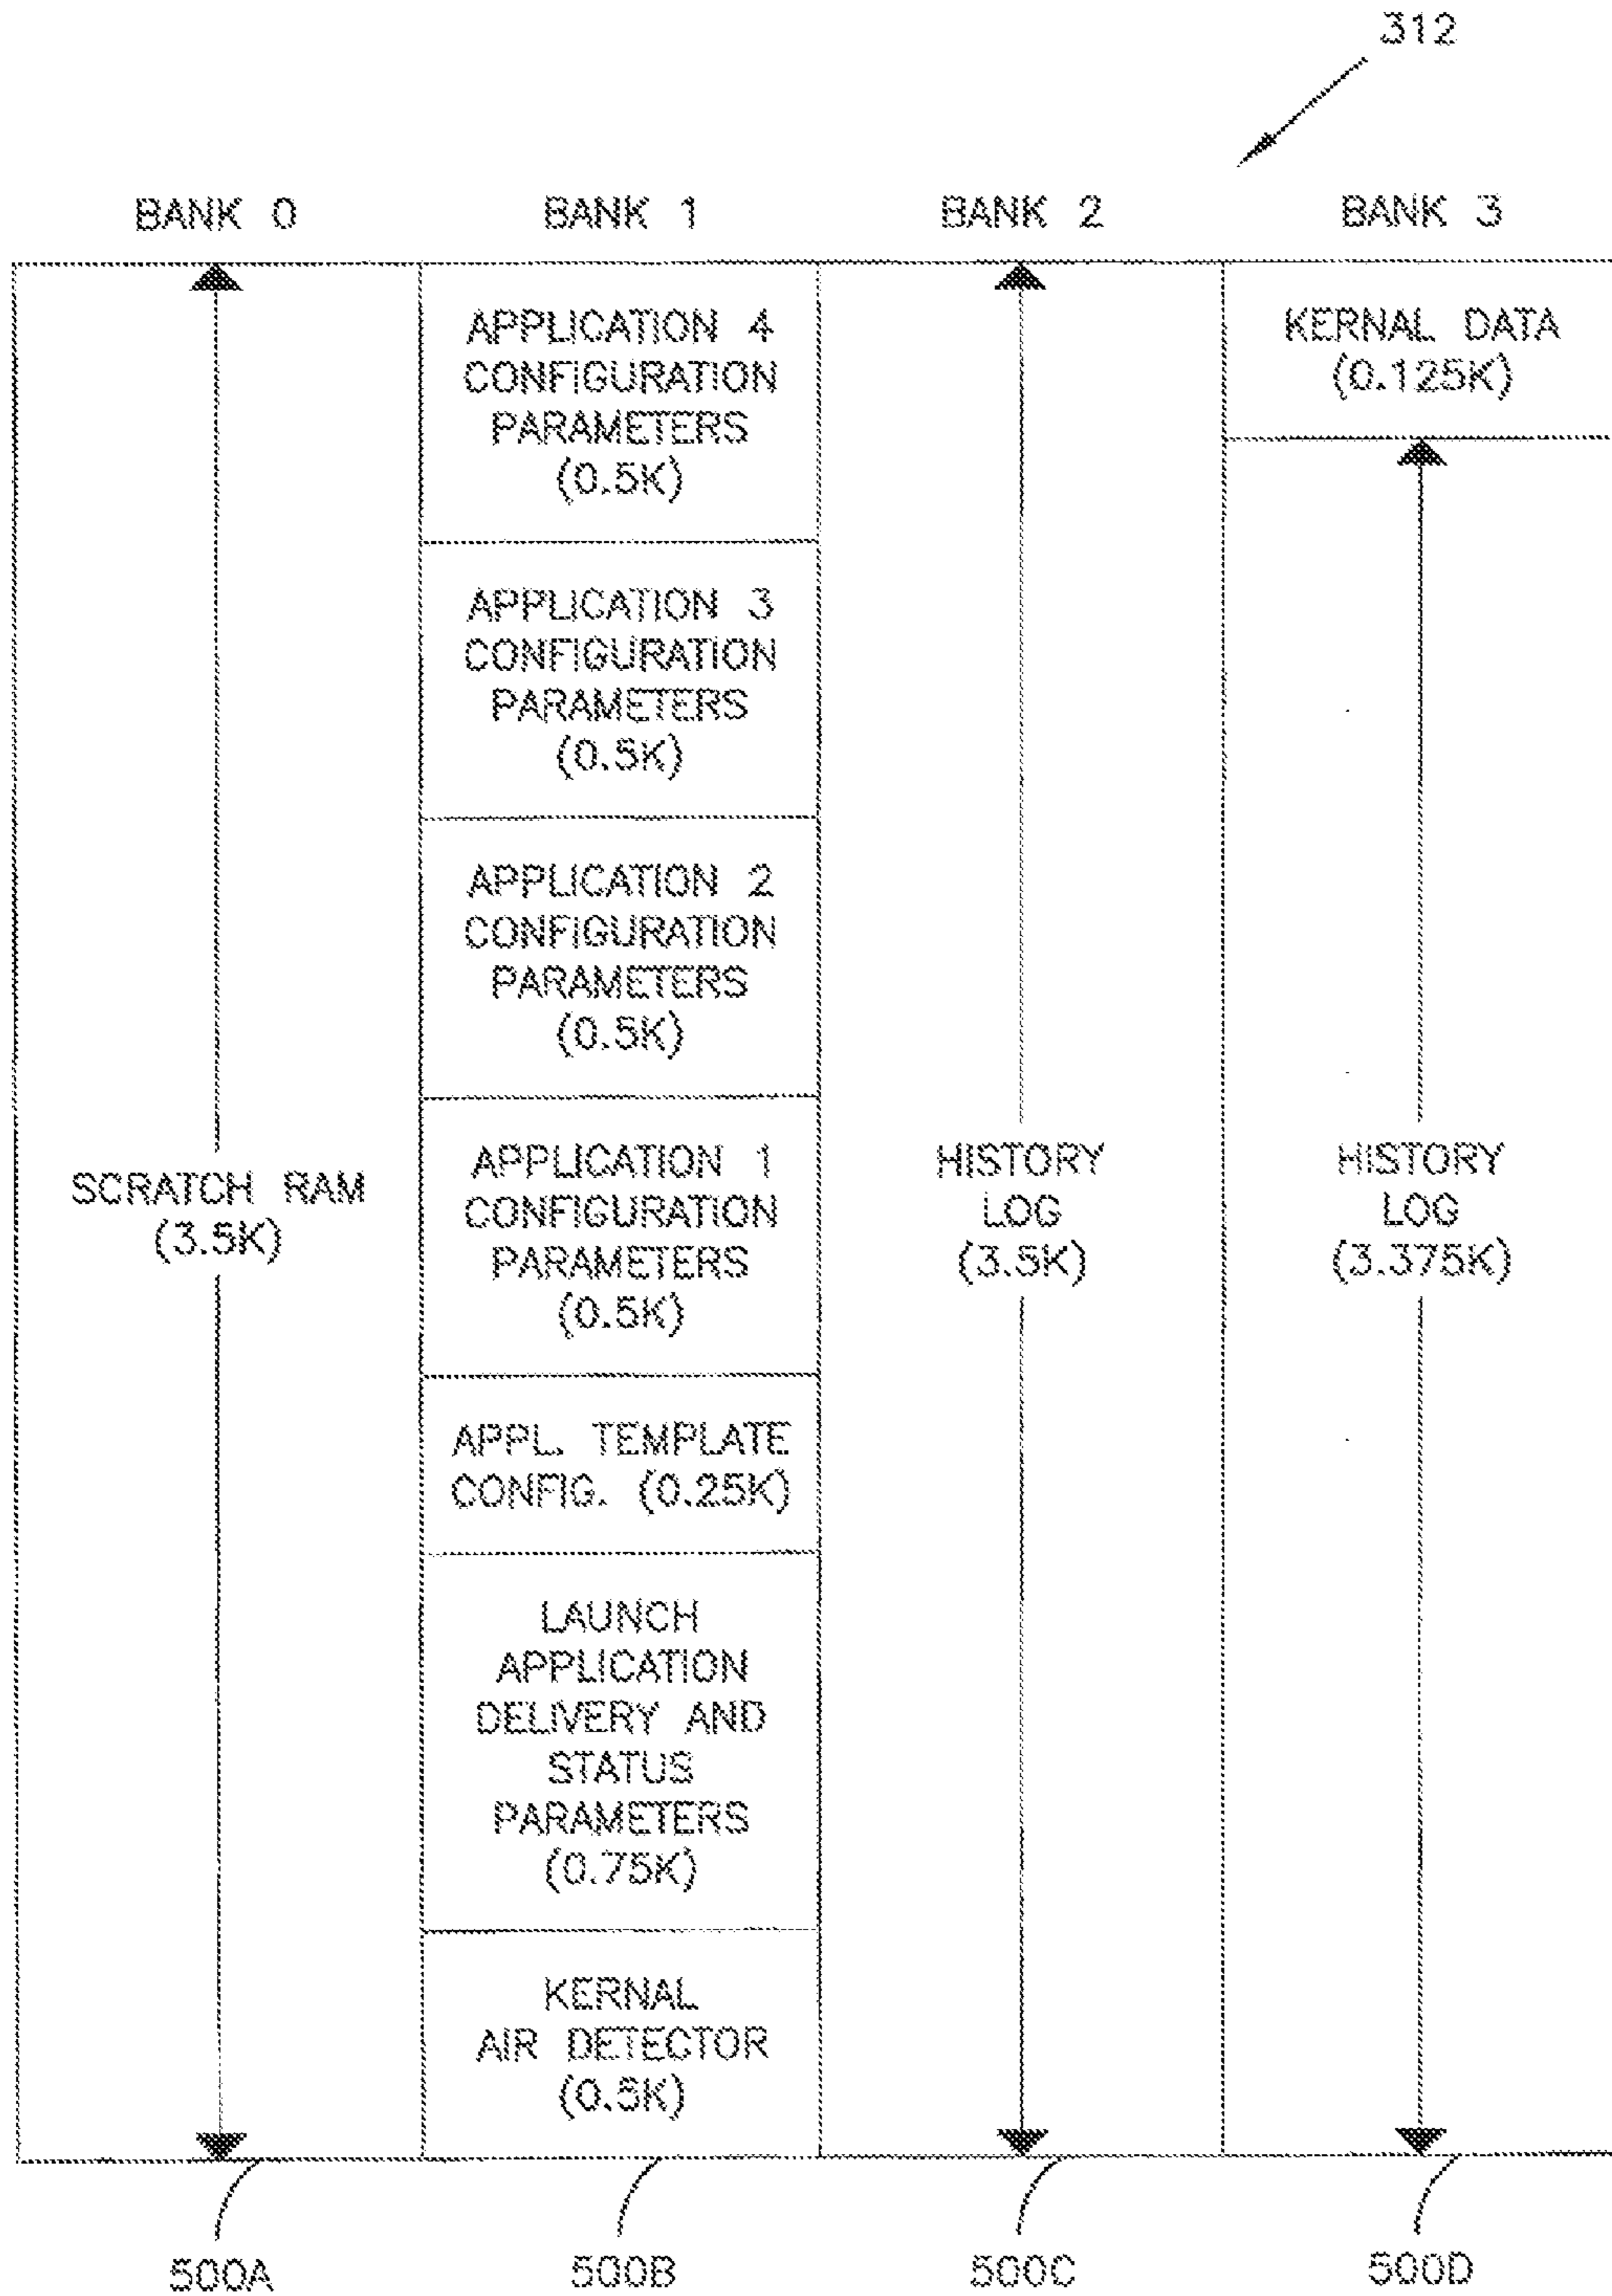 312
BANK 0
BANK 1
BANK 2
BANK 3
SCRATCH RAM
(3.5K)
APPLICATION 4
CONFIGURATION
PARAMETERS
(0.5K)
APPLICATION 3
CONFIGURATION
PARAMETERS
(0.5K)
APPLICATION 2
CONFIGURATION
PARAMETERS
(0.5K)
APPLICATION 1
CONFIGURATION
PARAMETERS
(0.5K)
APPL. TEMPLATE
CONFIG. (0.25K)
LAUNCH
APPLICATION
DELIVERY AND
STATUS
PARAMETERS
(0.75K)
KERNAL
AIR DETECTOR
(0.5K)
HISTORY
LOG
(3.5K)
KERNAL DATA
(0.125K)
HISTORY
LOG
(3.375K)
500A
500B
500C
500D